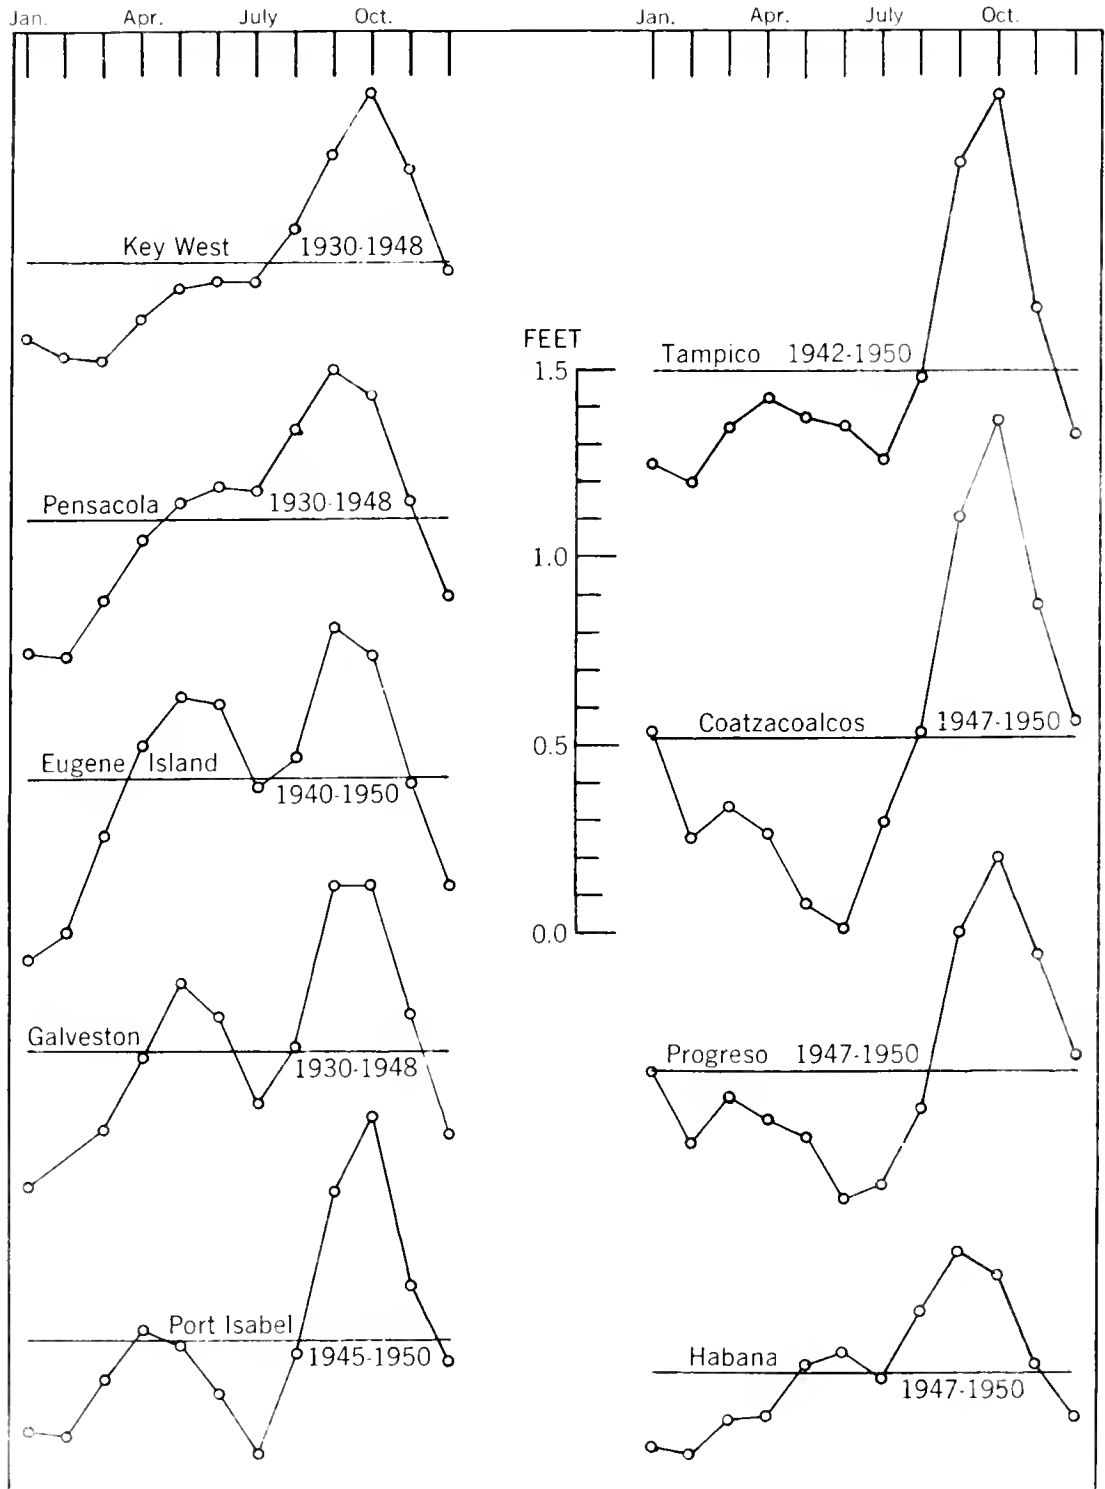 Jan. Apr. July Oct. Jan. Apr. July Oct.
Key West 1930-1948
Pensacola 1930-1948
Eugene Island
1940-1950
Galveston
1930-1948
Port Isabel
1945-1950
FEET
1.5
1.0
0.5
0.0
Tampico 1942-1950
Coatzacoalcos 1947-1950
Progreso 1947-1950
Habana
1947-1950